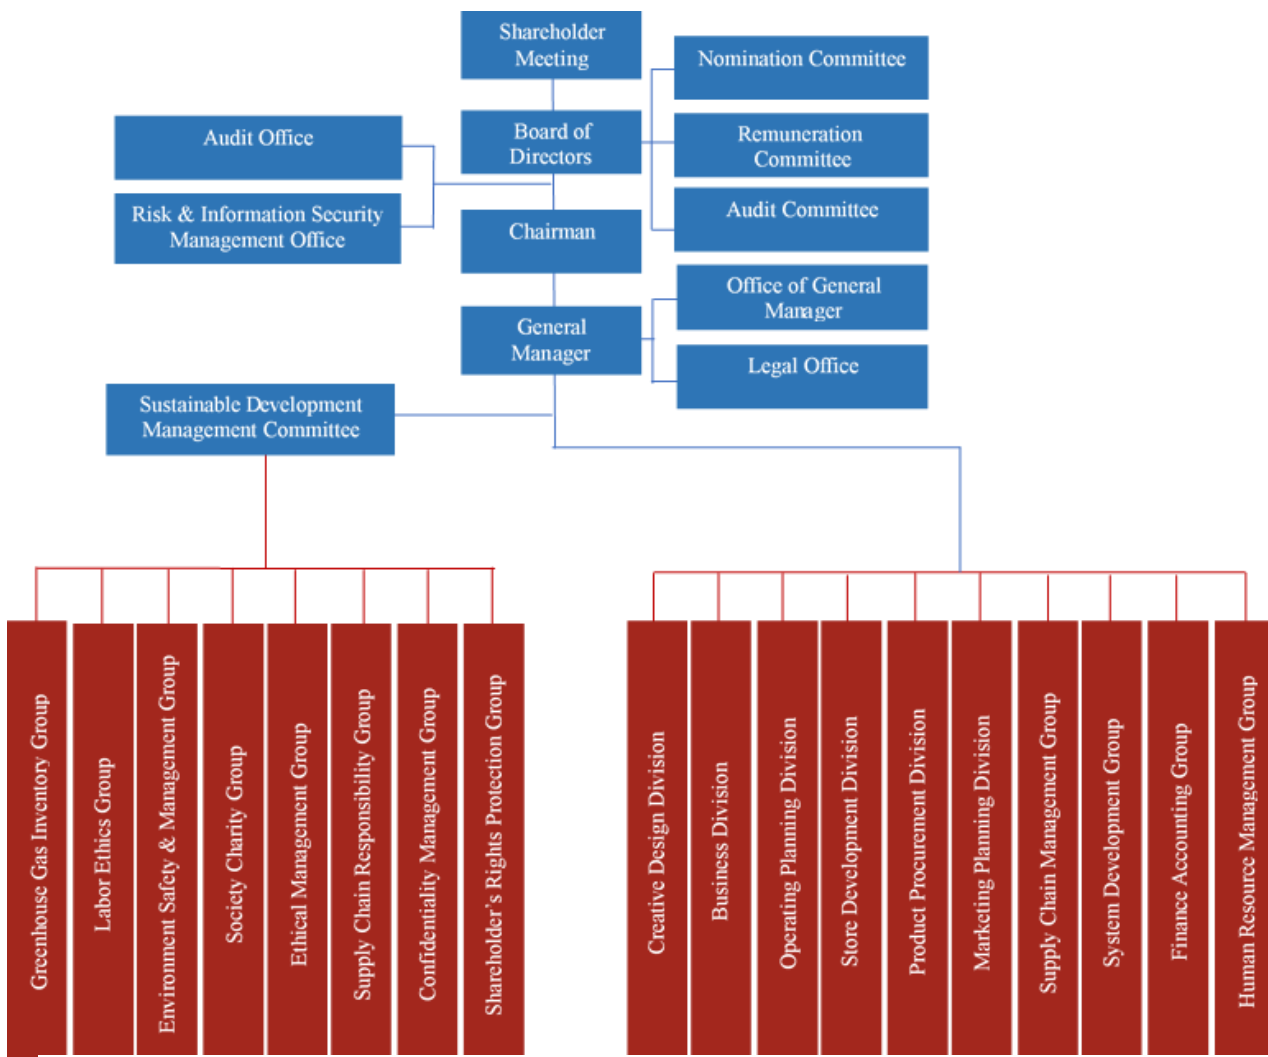 Shareholder
Meeting
Nomination Committee
Audit Office
Board of
Directors
Remuneration
Committee
Risk & Information Security
Management Office
Chairman
Audit Committee
General
Manager
Office of General
Manager
Legal Office
Sustainable Development
Management Committee
Greenhouse Gas Inventory Group
Labor Ethics Group
Environment Safety & Management Group
Society Charity Group
Ethical Management Group
Supply Chain Responsibility Group
Confidentiality Management Group
Shareholder’s Rights Protection Group
Creative Design Division
Business Division
Operating Planning Division
Store Development Division
Product Procurement Division
Marketing Planning Division
Supply Chain Management Group
System Development Group
Finance Accounting Group
Human Resource Management Group